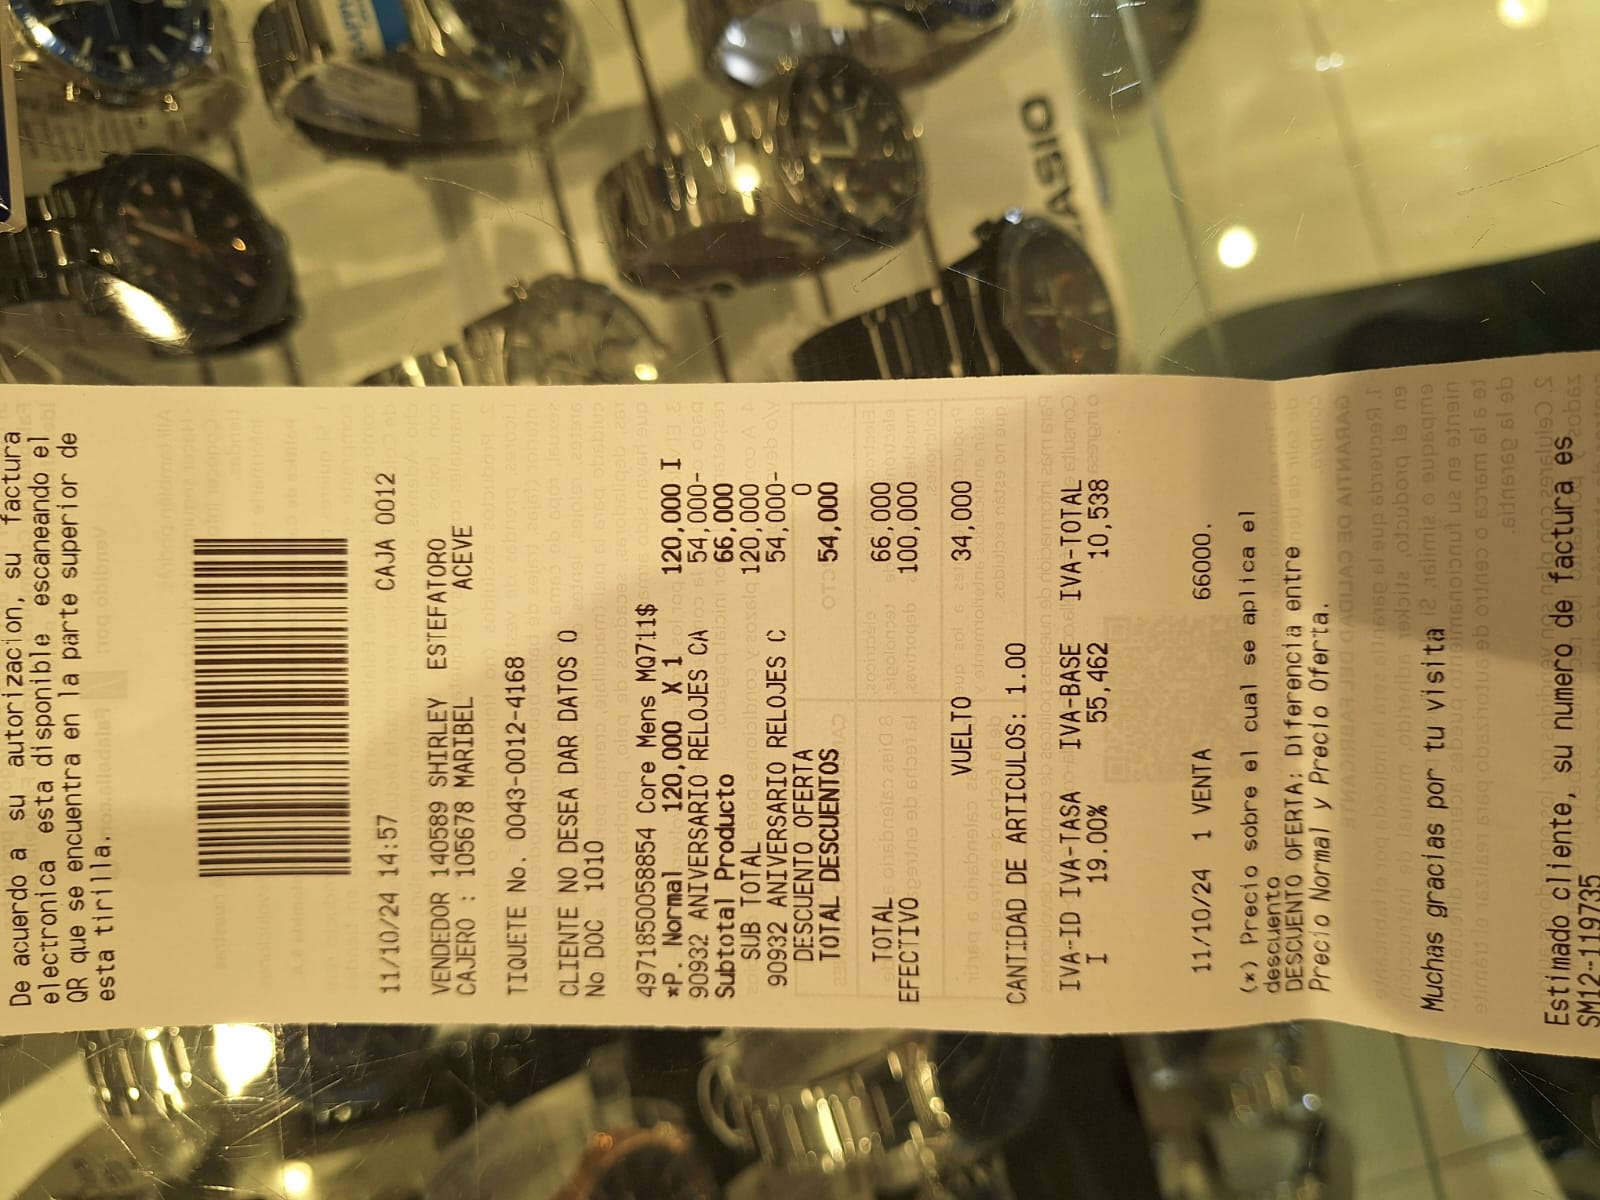 De acuerdo a su autorizacion, su factura
electronica esta disponible escaneando el
QR que se encuentra en la parte superior de
esta tirilla.
11/10/24 14:57 CAJA 0012
VENDEDOR 140589 SHIRLEY ESTEFATORO
CAJERO : 105678 MARIBEL ACEVE
TIQUETE No. 0043-0012-4168
CLIENTE NO DESEA DAR DATOS O
No DOC 1010
4971850058854 Core Mens MQ711$
*P. Normal 120,000 X 1 120,000 I
90932 ANIVERSARIO RELOJES CA 54,000-
Subtotal Producto 66,000
SUB TOTAL 120,000
90932 ANIVERSARIO RELOJES C 54,000-
DESCUENTO OFERTA 0
TOTAL DESCUENTOS 54,000
TOTAL 66,000
EFECTIVO 100,000
VUELTO 34,000
CANTIDAD DE ARTICULOS: 1.00
IVA-ID IVA-TASA IVA-BASE IVA-TOTAL
I 19.00% 55,462 10,538
11/10/24 1 VENTA 66000.
(*) Precio sobre el cual se aplica el
descuento
DESCUENTO OFERTA: Diferencia entre
Precio Normal y Precio Oferta.
Muchas gracias por tu visita
Estimado cliente, su numero de factura es
SM12-119735
CASIO